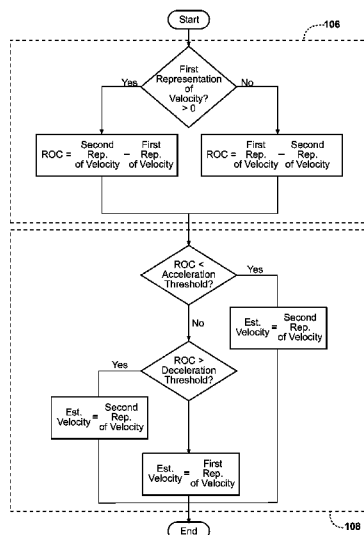 Start
106
First
Representation
of
Velocity?
> 0
Yes
No
ROC = Second Rep. of Velocity – First Rep. of Velocity
ROC = First Rep. of Velocity – Second Rep. of Velocity
ROC <
Acceleration
Threshold?
Yes
No
Est. Velocity = Second Rep. of Velocity
ROC >
Deceleration
Threshold?
Yes
Est. Velocity = Second Rep. of Velocity
Est. Velocity = First Rep. of Velocity
108
End